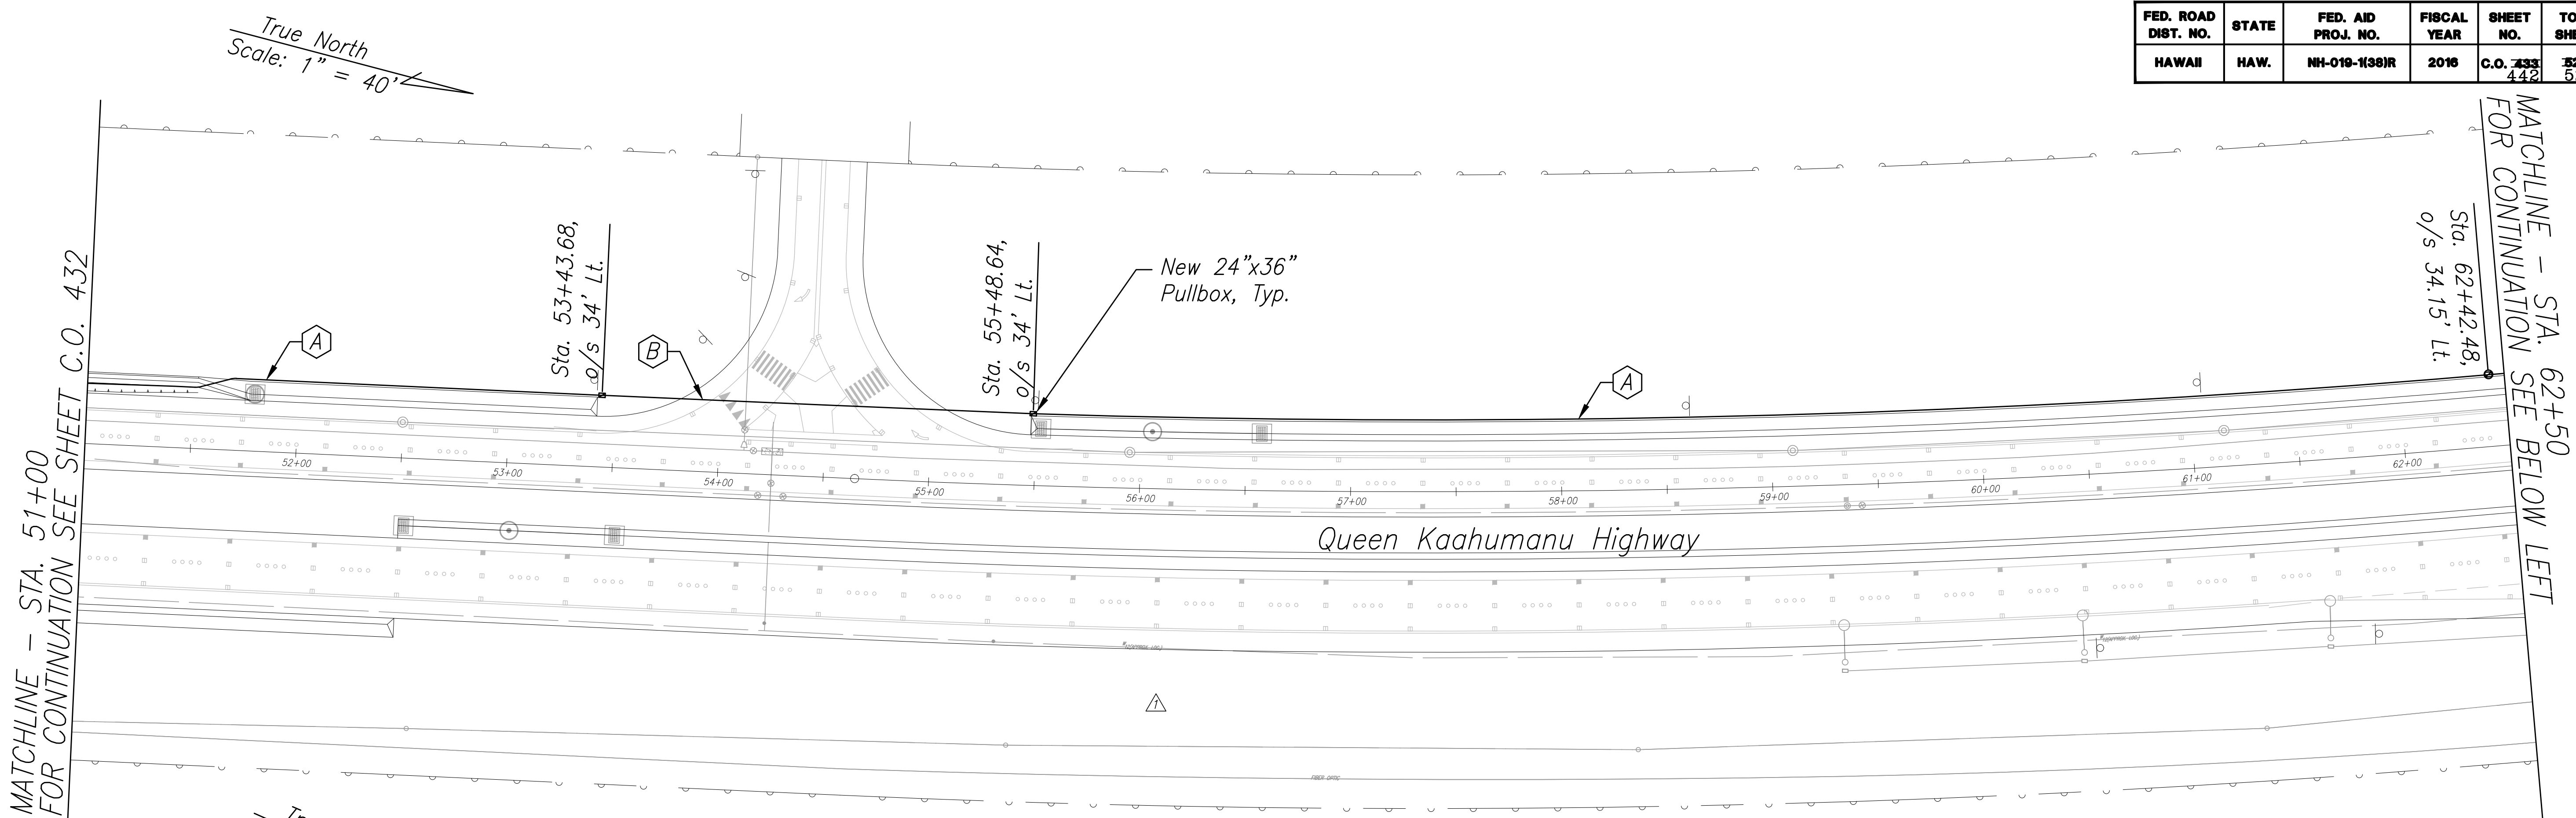 True North
Scale: 1" = 40'
FED. ROAD DIST. NO.
STATE
FED. AID PROJ. NO.
FISCAL YEAR
SHEET NO.
HAWAII
HAW.
NH-019-1(38)R
2016
C.O. 433
442
MATCHLINE - STA. 51+00
FOR CONTINUATION SEE SHEET C.O. 432
A
Sta. 53+43.68,
o/s 34' Lt.
B
Sta. 55+48.64,
o/s 34' Lt.
New 24"x36"
Pullbox, Typ.
A
Sta. 62+42.48,
o/s 34.15' Lt.
MATCHLINE - STA. 62+50
FOR CONTINUATION SEE BELOW LEFT
52+00
53+00
54+00
55+00
56+00
57+00
58+00
59+00
60+00
61+00
62+00
Queen Kaahumanu Highway
1
FIBER OPTIC